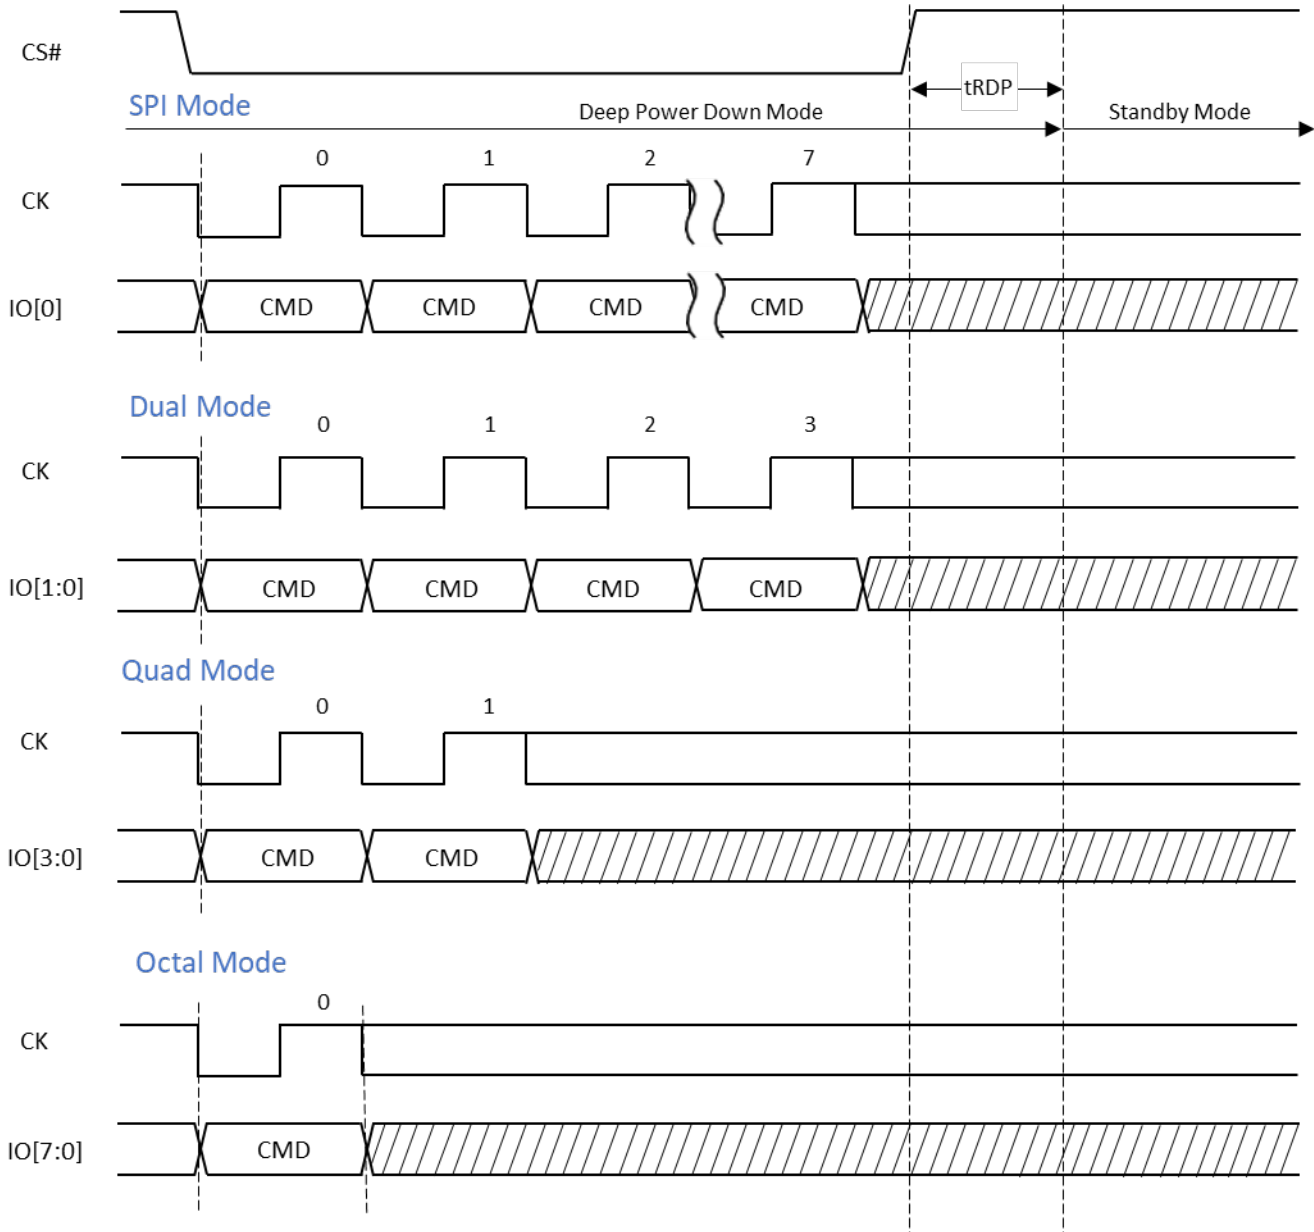 CS#
tRDP
SPI Mode
Deep Power Down Mode
Standby Mode
0 1 2 7
CK
IO[0] CMD CMD CMD CMD
Dual Mode
0 1 2 3
CK
IO[1:0] CMD CMD CMD CMD
Quad Mode
0 1
CK
IO[3:0] CMD CMD
Octal Mode
0
CK
IO[7:0] CMD